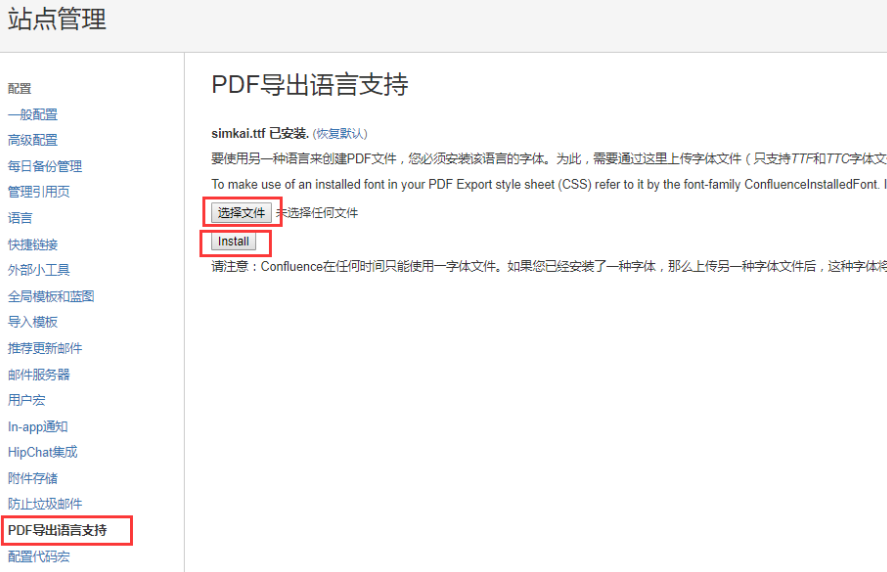 站点管理
配置
一般配置
高级配置
每日备份管理
管理引用页
语言
快捷链接
外部小工具
全局模板和蓝图
导入模板
推荐更新邮件
邮件服务器
用户宏
In-app通知
HipChat集成
附件存储
防止垃圾邮件
PDF导出语言支持
配置代码宏
PDF导出语言支持
simkai.ttf 已安装. (恢复默认)
要使用另一种语言来创建PDF文件，您必须安装该语言的字体。为此，需要通过这里上传字体文件（只支持TTF和TTC字体文
To make use of an installed font in your PDF Export style sheet (CSS) refer to it by the font-family ConfluenceInstalledFont.
选择文件 未选择任何文件
Install
请注意：Confluence在任何时间只能使用一字体文件。如果您已经安装了一种字体，那么上传另一种字体文件后，这种字体将